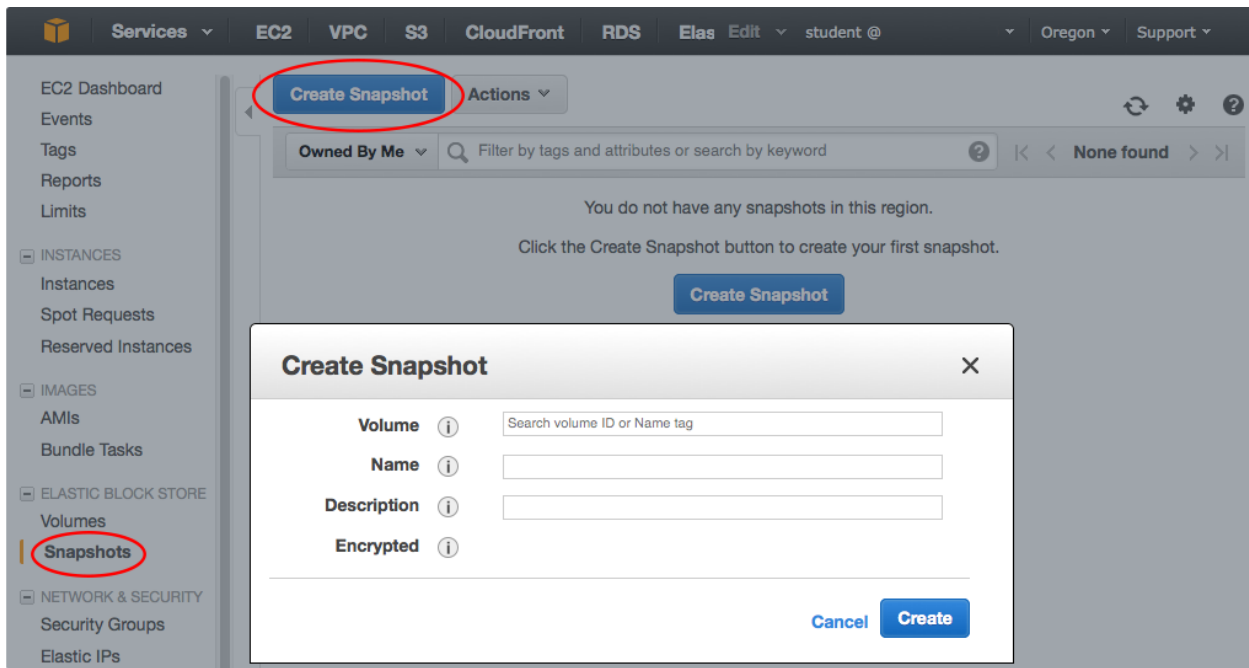 Services EC2 VPC S3 CloudFront RDS Elas Edit student @ Oregon Support
EC2 Dashboard
Events
Tags
Reports
Limits
INSTANCES
Instances
Spot Requests
Reserved Instances
IMAGES
AMIs
Bundle Tasks
ELASTIC BLOCK STORE
Volumes
Snapshots
NETWORK & SECURITY
Security Groups
Elastic IPs
Create Snapshot Actions
Owned By Me Filter by tags and attributes or search by keyword None found
You do not have any snapshots in this region.
Click the Create Snapshot button to create your first snapshot.
Create Snapshot
Create Snapshot
Volume Search volume ID or Name tag
Name
Description
Encrypted
Cancel Create